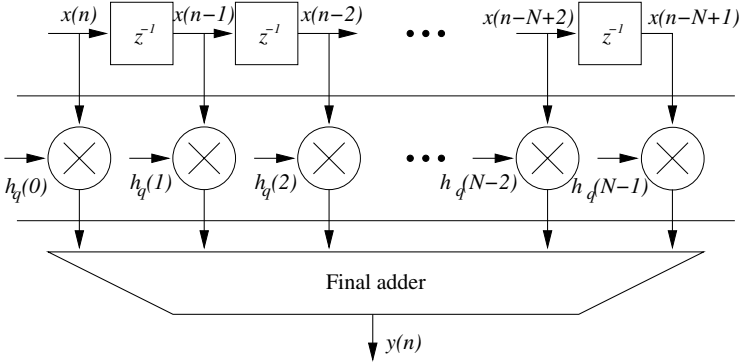 x(n) x(n−1) x(n−2) x(n−N+2) x(n−N+1)
z⁻¹ z⁻¹ ••• z⁻¹
•••
h_q(0) h_q(1) h_q(2) h_q(N−2) h_q(N−1)
Final adder
y(n)